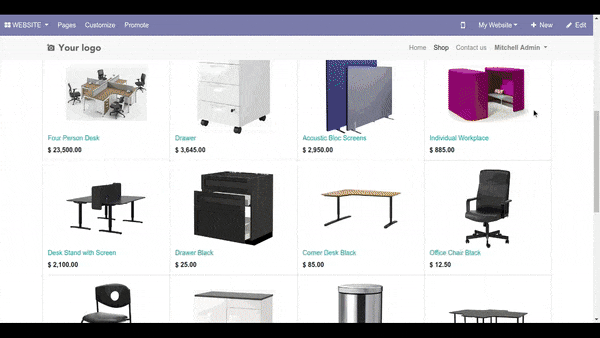 WEBSITE Pages Customize Promote My Website + New Edit
Your logo Home Shop Contact us Mitchell Admin
Four Person Desk Drawer Acoustic Bloc Screens Individual Workplace
$ 23,500.00 $ 3,645.00 $ 2,950.00 $ 885.00
Desk Stand with Screen Drawer Black Corner Desk Black Office Chair Black
$ 2,100.00 $ 25.00 $ 85.00 $ 12.50